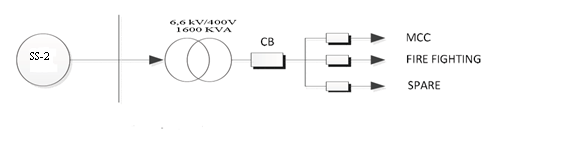 6,6 kV/400V
1600 KVA
SS-2
CB
MCC
FIRE FIGHTING
SPARE